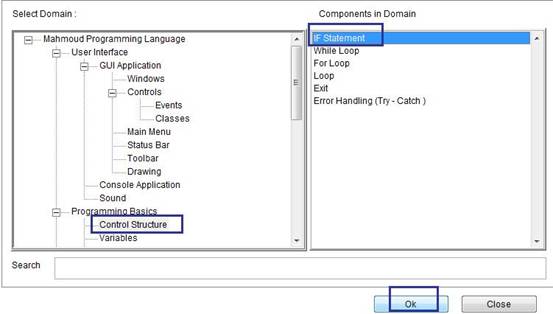 Select Domain :
Components in Domain
Mahmoud Programming Language
User Interface
GUI Application
Windows
Controls
Events
Classes
Main Menu
Status Bar
Toolbar
Drawing
Console Application
Sound
Programming Basics
Control Structure
Variables
IF Statement
While Loop
For Loop
Loop
Exit
Error Handling (Try - Catch )
Search
Ok
Close